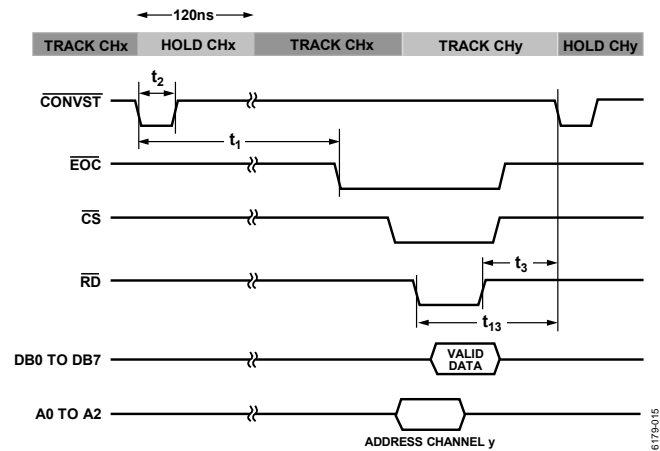 120ns
TRACK CHx HOLD CHx TRACK CHx TRACK CHy HOLD CHy
t2
CONVST
t1
EOC
CS
t3
RD
t13
DB0 TO DB7
VALID
DATA
A0 TO A2
ADDRESS CHANNEL y
6179-015